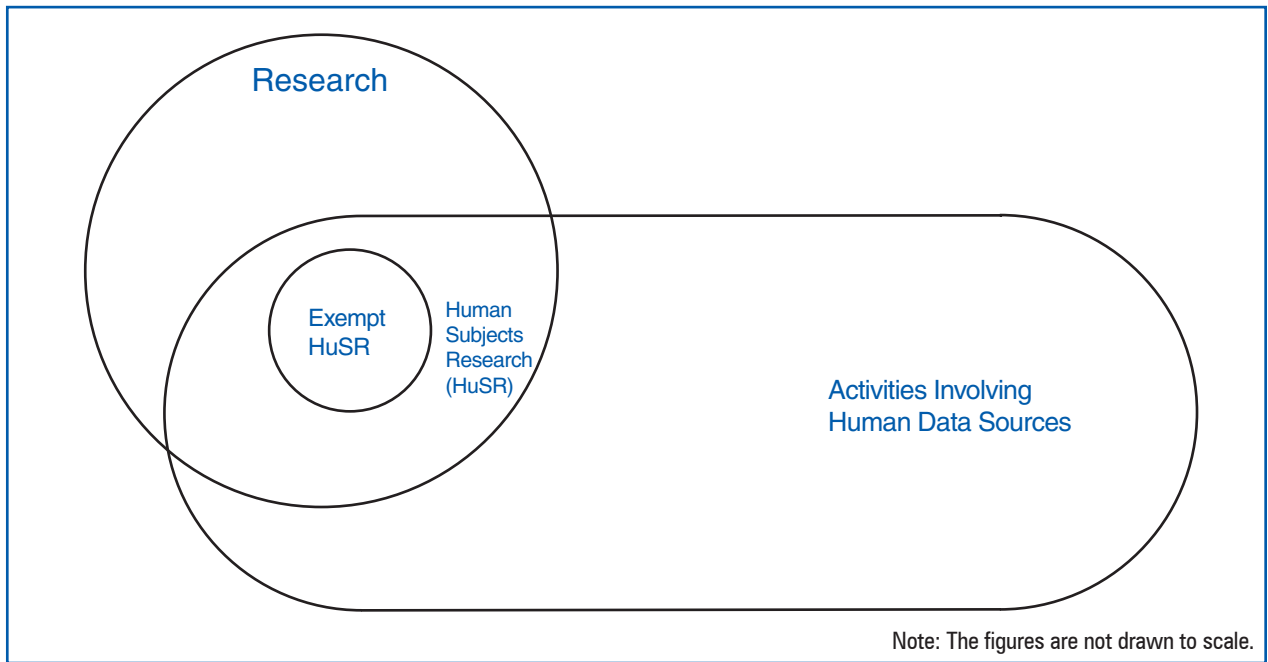 Research
Exempt
HuSR
Human
Subjects
Research
(HuSR)
Activities Involving
Human Data Sources
Note: The figures are not drawn to scale.